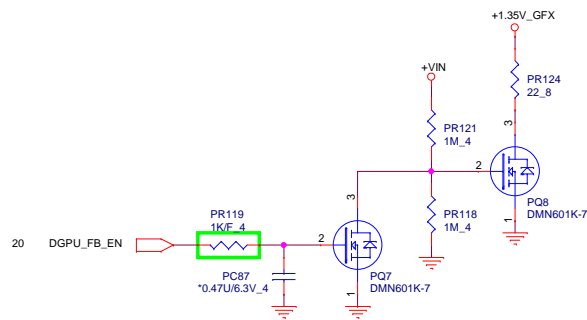 +1.35V_GFX
+VIN
PR124
22_8
PR121
1M_4
3
2
PQ8
DMN601K-7
1
PR119
1K/F_4
3
PR118
1M_4
20 DGPU_FB_EN
2
PC87
*0.47U/6.3V_4
PQ7
DMN601K-7
1